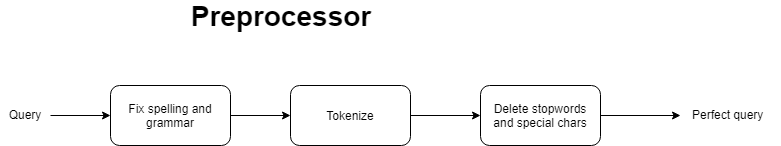 Preprocessor
Query
Fix spelling and
grammar
Tokenize
Delete stopwords
and special chars
Perfect query